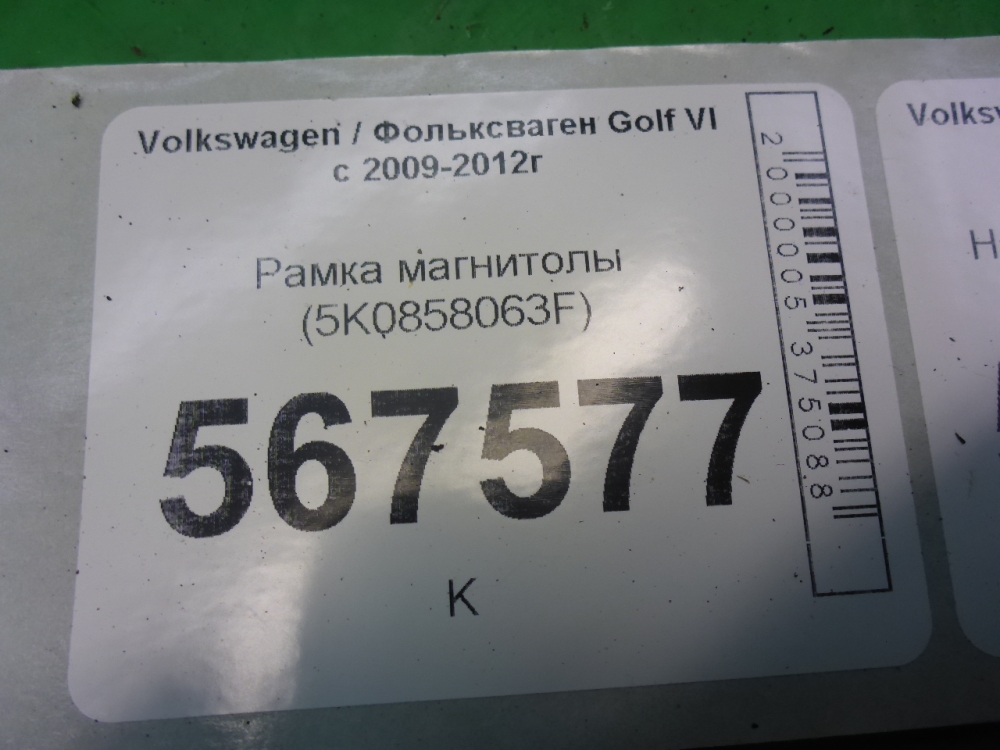 Volkswagen / Фольксваген Golf VI
с 2009-2012г
Рамка магнитолы
(5K0858063F)
567577
К
2000005375088
Volksw
Н